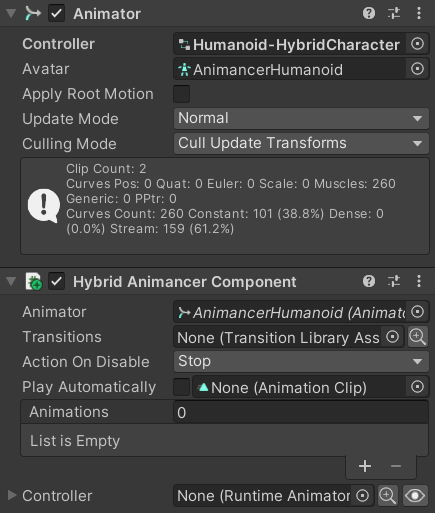 Animator
Controller Humanoid-HybridCharacter
Avatar AnimancerHumanoid
Apply Root Motion
Update Mode Normal
Culling Mode Cull Update Transforms
Clip Count: 2
Curves Pos: 0 Quat: 0 Euler: 0 Scale: 0 Muscles: 260
Generic: 0 PPtr: 0
Curves Count: 260 Constant: 101 (38.8%) Dense: 0
(0.0%) Stream: 159 (61.2%)
Hybrid Animancer Component
Animator AnimancerHumanoid (Animato
Transitions None (Transition Library Ass
Action On Disable Stop
Play Automatically None (Animation Clip)
Animations 0
List is Empty
Controller None (Runtime Animator